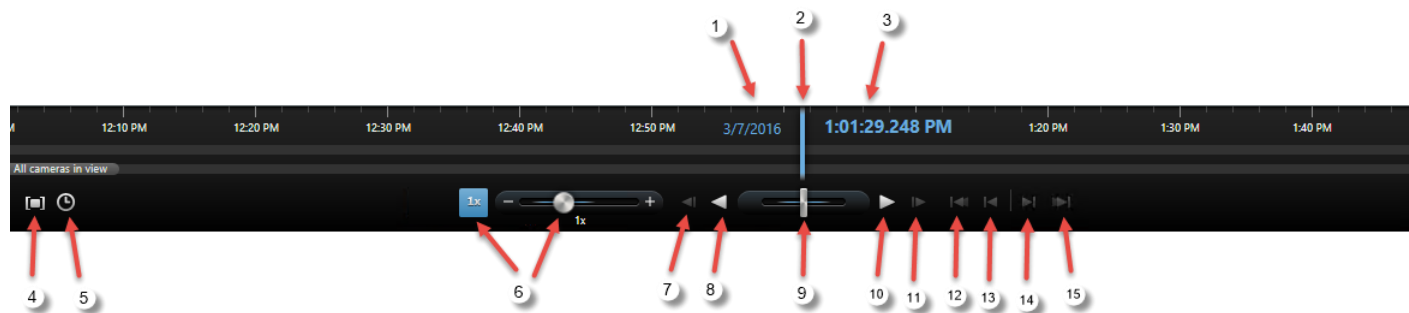 1 2 3
M 12:10 PM 12:20 PM 12:30 PM 12:40 PM 12:50 PM 3/7/2016 1:01:29.248 PM 1:20 PM 1:30 PM 1:40 PM
All cameras in view
1x − +
1x
4 5 6 7 8 9 10 11 12 13 14 15